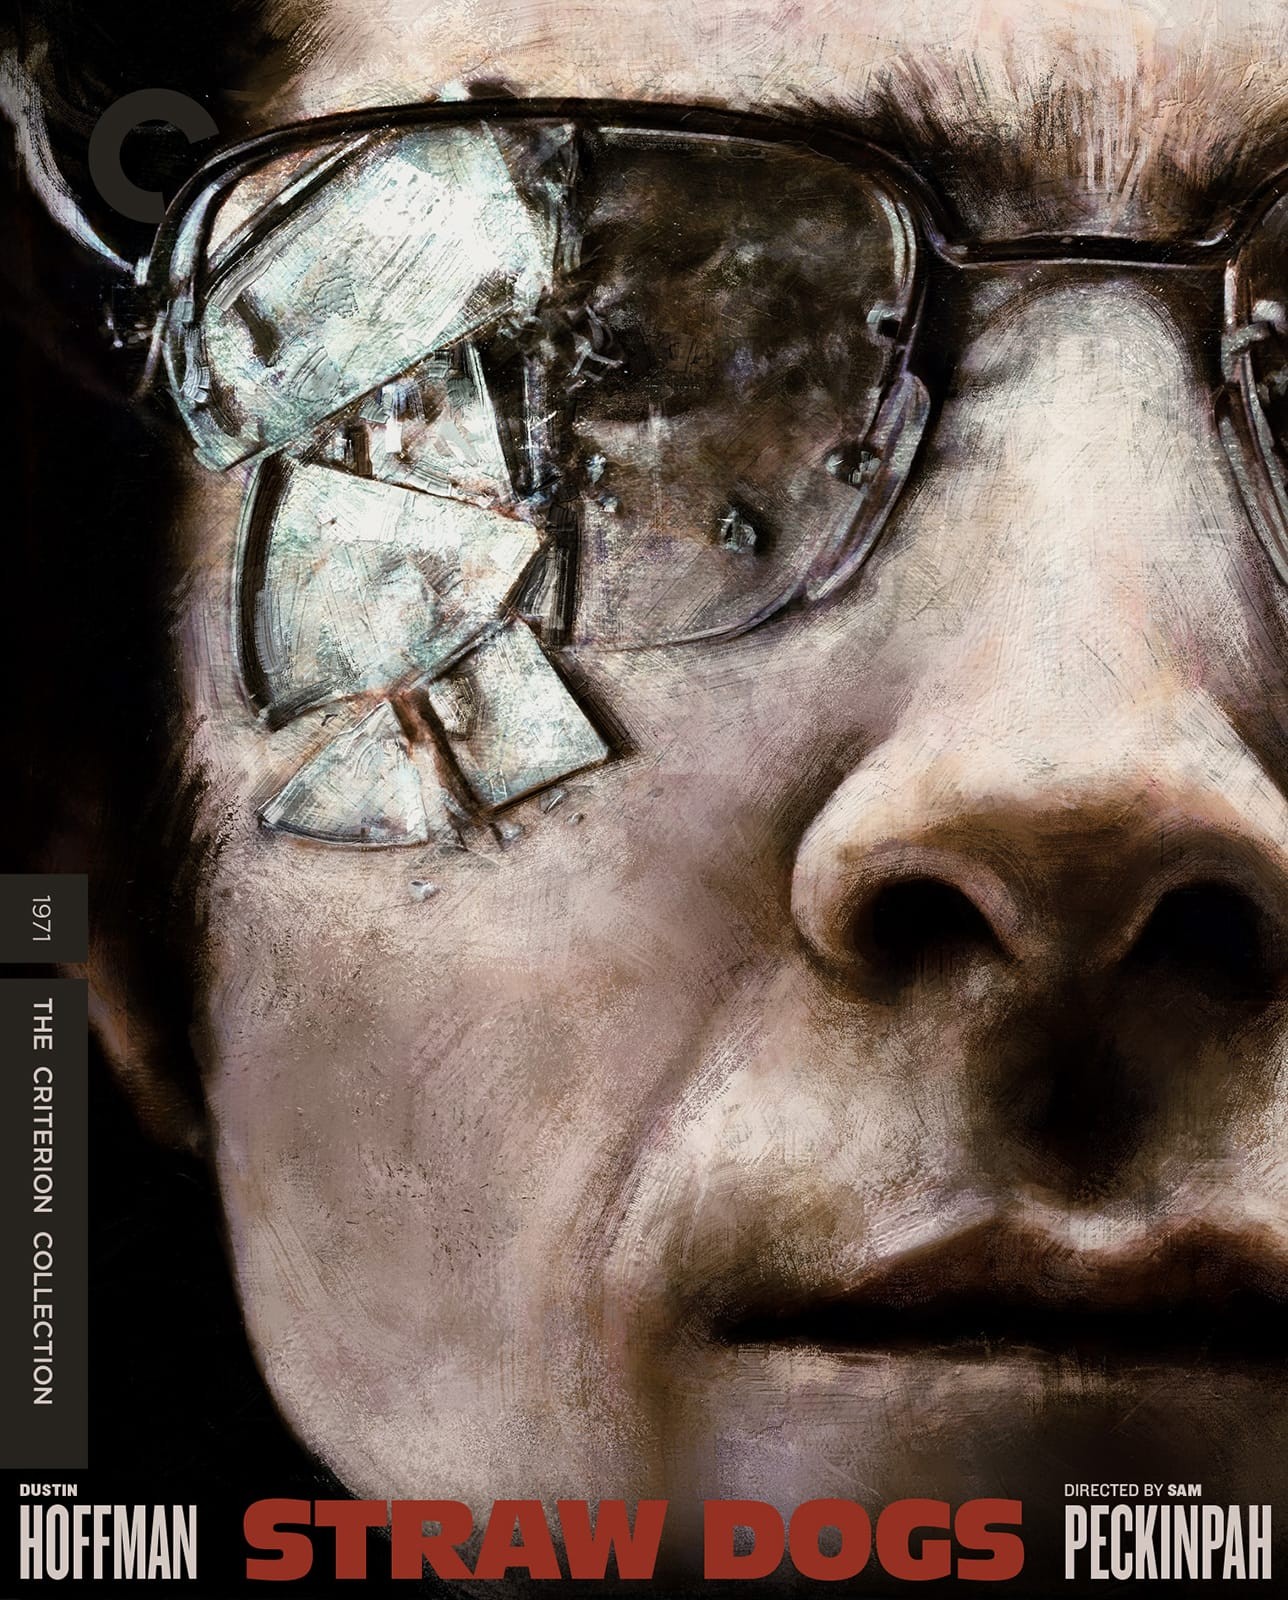 1971
THE CRITERION COLLECTION
DUSTIN
HOFFMAN
STRAW DOGS
DIRECTED BY SAM
PECKINPAH